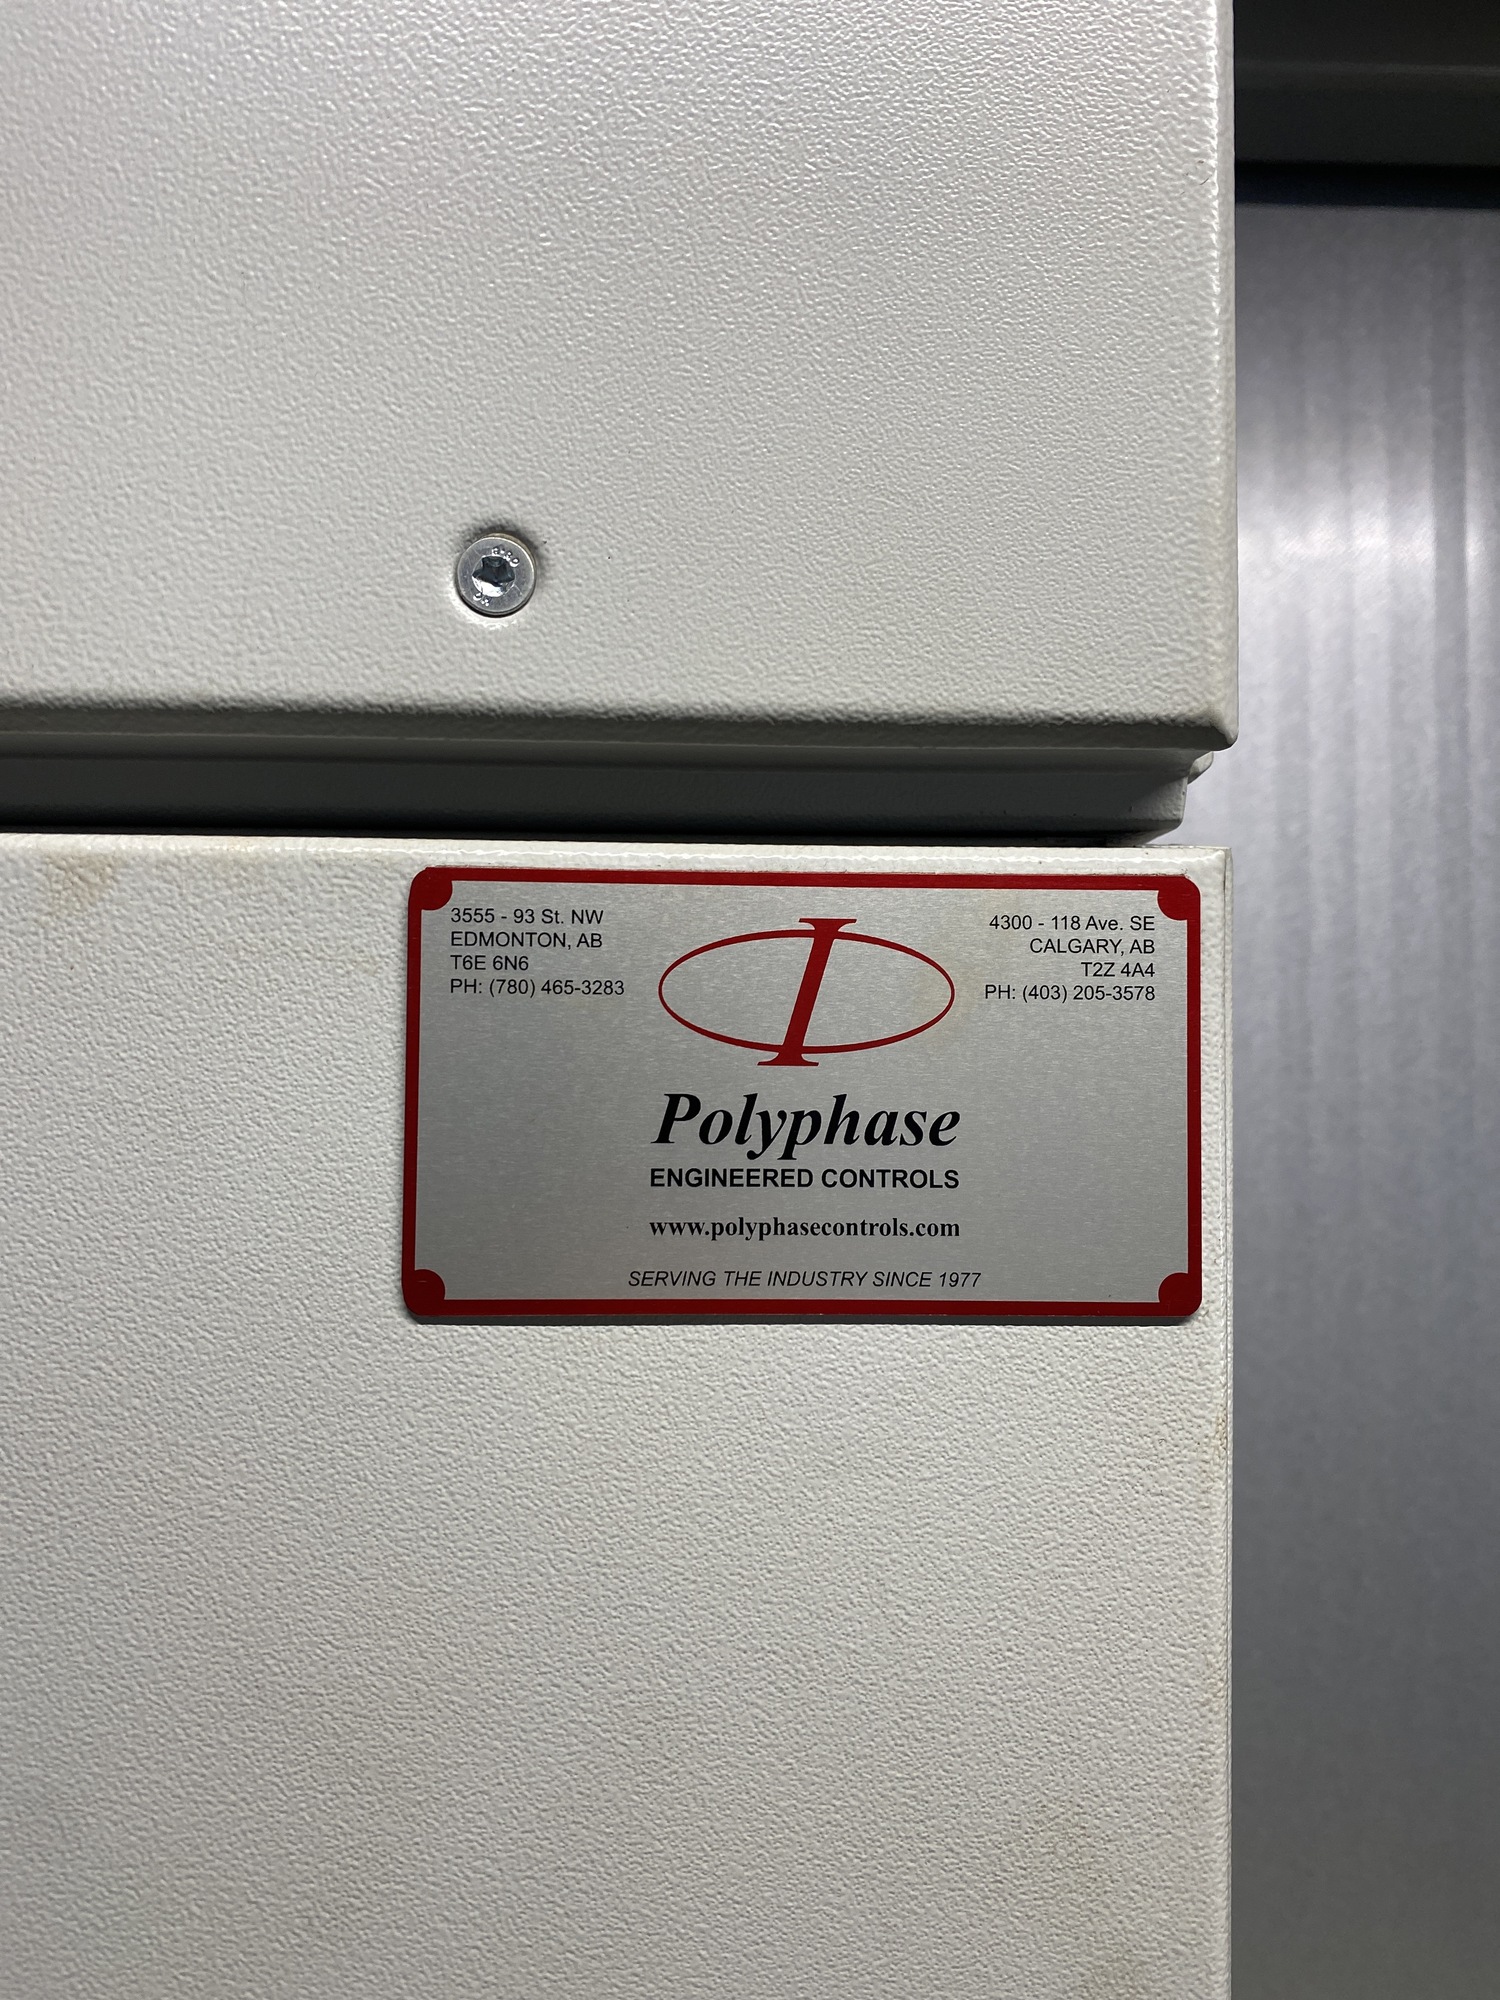 3555 - 93 St. NW
EDMONTON, AB
T6E 6N6
PH: (780) 465-3283
4300 - 118 Ave. SE
CALGARY, AB
T2Z 4A4
PH: (403) 205-3578
Polyphase
ENGINEERED CONTROLS
www.polyphasecontrols.com
SERVING THE INDUSTRY SINCE 1977